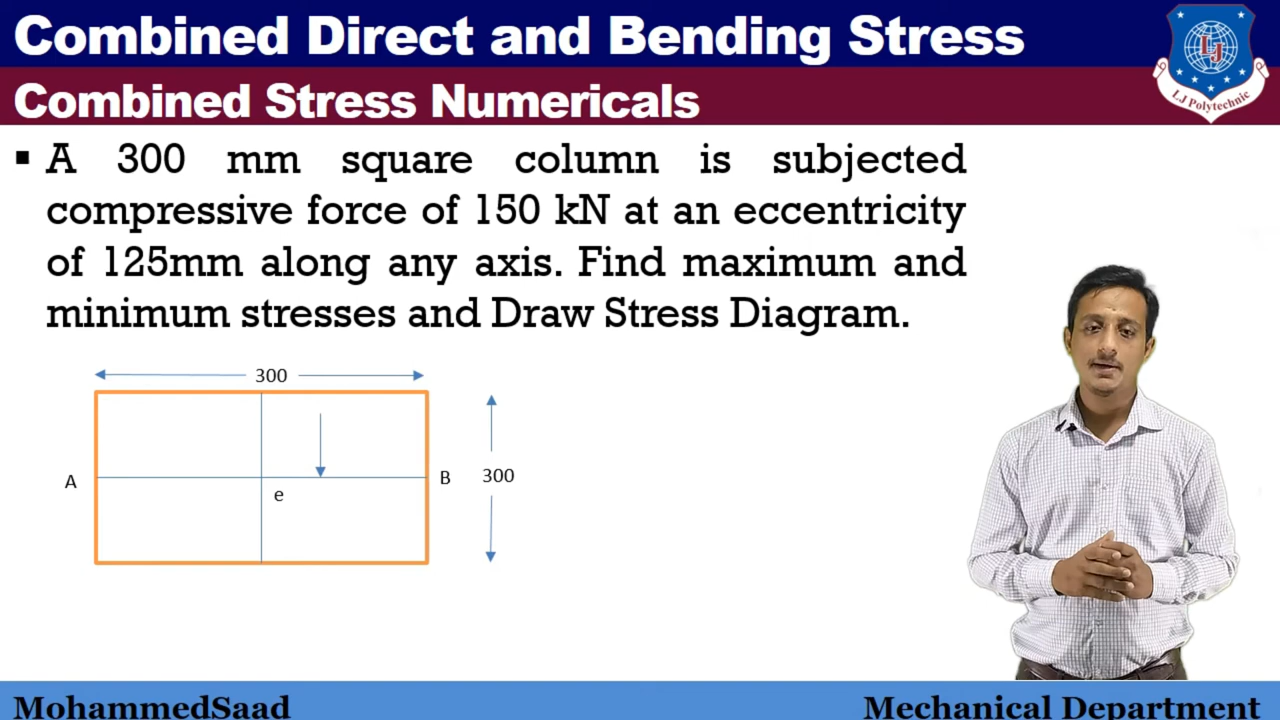 Combined Direct and Bending Stress
Combined Stress Numericals
LJ
L.J Polytechnic
▪ A 300 mm square column is subjected
compressive force of 150 kN at an eccentricity
of 125mm along any axis. Find maximum and
minimum stresses and Draw Stress Diagram.
300
A
B
300
e
MohammedSaad
Mechanical Department